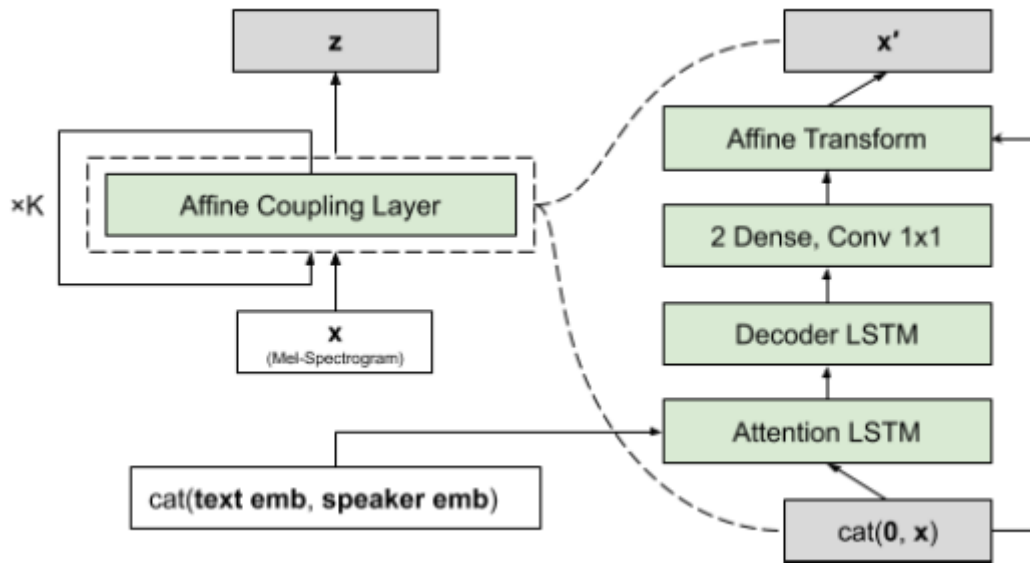 z
x′
Affine Transform
×K
Affine Coupling Layer
2 Dense, Conv 1x1
x
(Mel-Spectrogram)
Decoder LSTM
Attention LSTM
cat(text emb, speaker emb)
cat(0, x)